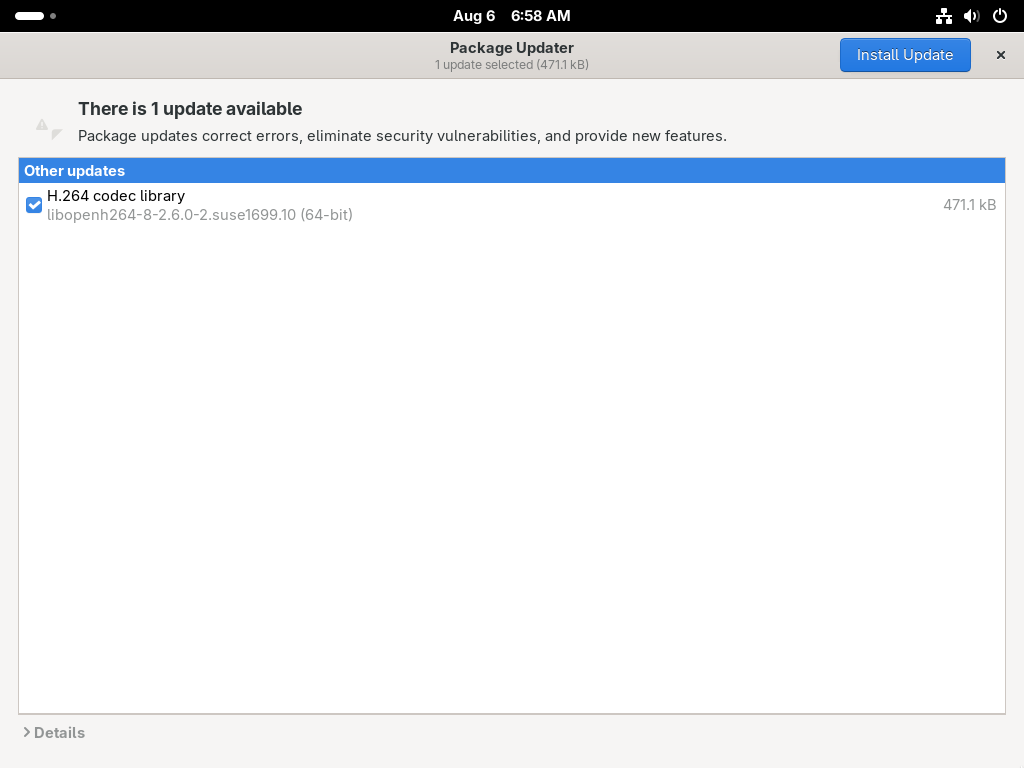 Aug 6 6:58 AM
Package Updater
1 update selected (471.1 kB)
Install Update
There is 1 update available
Package updates correct errors, eliminate security vulnerabilities, and provide new features.
Other updates
H.264 codec library
libopenh264-8-2.6.0-2.suse1699.10 (64-bit)
471.1 kB
Details